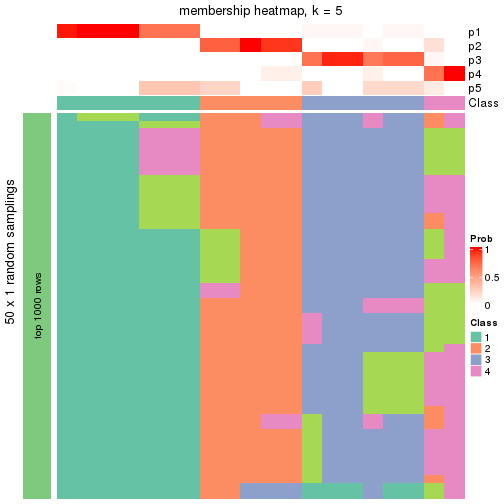 membership heatmap, k = 5
p1
p2
p3
p4
p5
Class
50 x 1 random samplings
top 1000 rows
Prob
1
0.5
0
Class
1
2
3
4